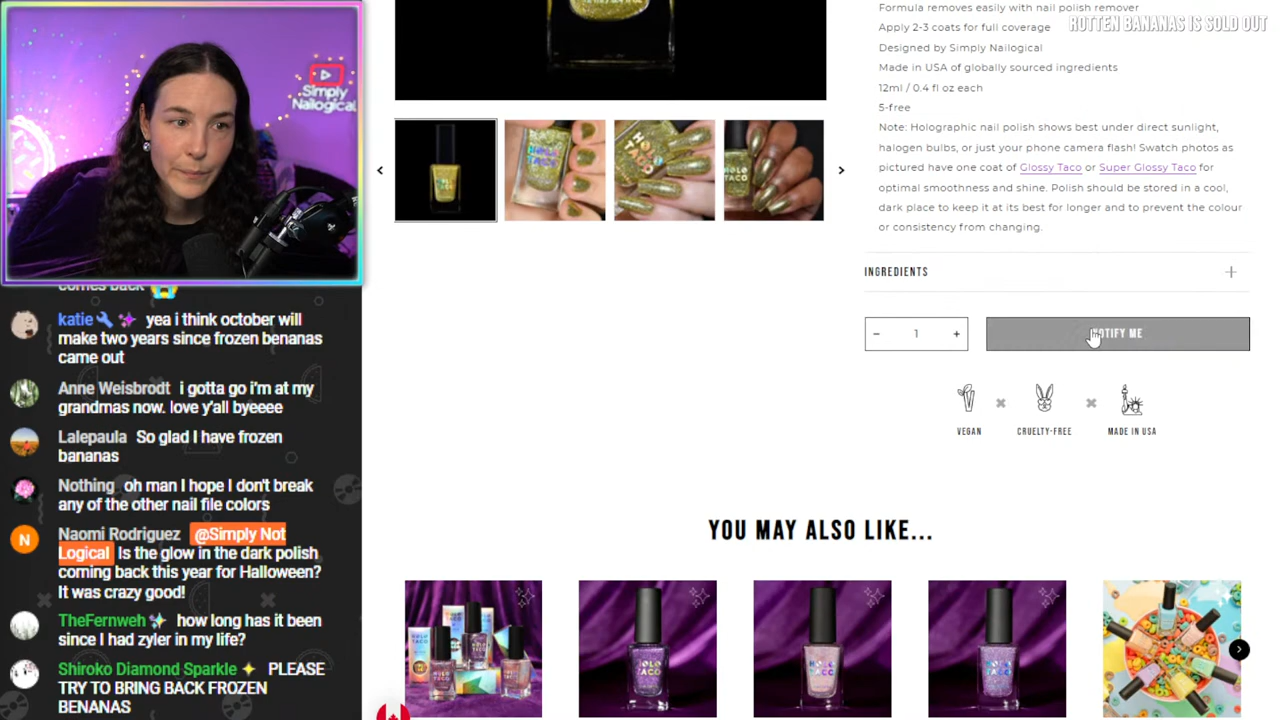 Simply
Nailogical
comes back 😭
katie🔧 yea i think october will
make two years since frozen benanas
came out
Anne Weisbrodt i gotta go i'm at my
grandmas now. love y'all byeeee
Lalepaula So glad I have frozen
bananas
Nothing oh man I hope I don't break
any of the other nail file colors
N
Naomi Rodriguez @Simply Not
Logical Is the glow in the dark polish
coming back this year for Halloween?
It was crazy good!
TheFernweh✨ how long has it been
since I had zyler in my life?
Shiroko Diamond Sparkle PLEASE
TRY TO BRING BACK FROZEN
BENANAS
ROTTEN BANANAS IS SOLD OUT
Formula removes easily with nail polish remover
Apply 2-3 coats for full coverage
Designed by Simply Nailogical
Made in USA of globally sourced ingredients
12ml / 0.4 fl oz each
5-free
Note: Holographic nail polish shows best under direct sunlight,
halogen bulbs, or just your phone camera flash! Swatch photos as
pictured have one coat of Glossy Taco or Super Glossy Taco for
optimal smoothness and shine. Polish should be stored in a cool,
dark place to keep it at its best for longer and to prevent the colour
or consistency from changing.
INGREDIENTS +
- 1 +
NOTIFY ME
VEGAN
CRUELTY-FREE
MADE IN USA
YOU MAY ALSO LIKE...
HOLO
TACO
HOLO
TACO
HOLO
TACO